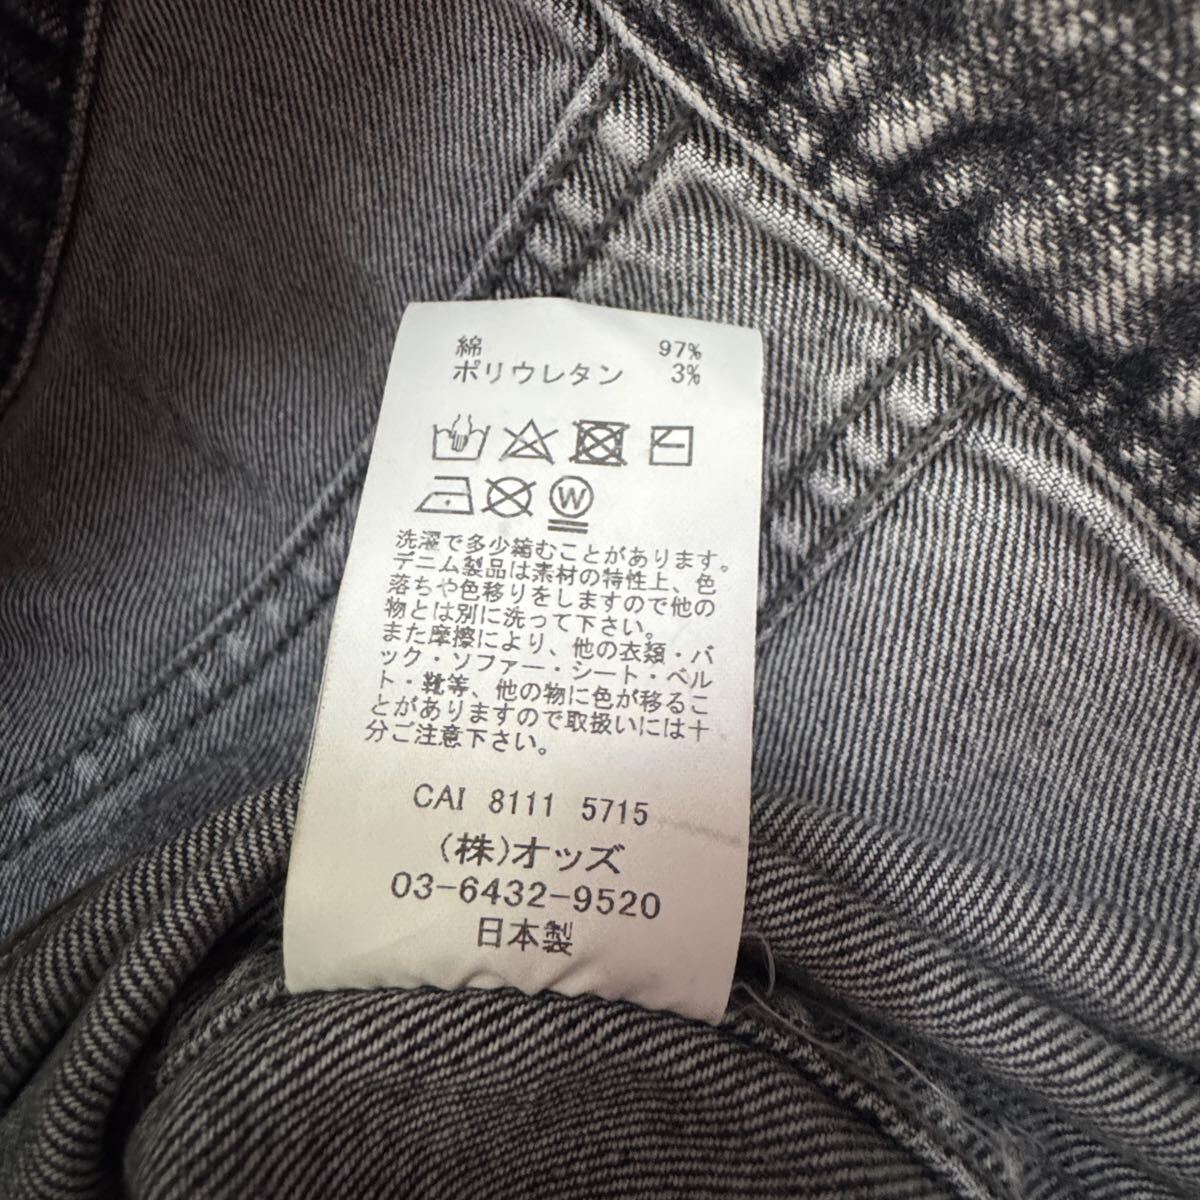 綿 97%
ポリウレタン 3%
W
洗濯で多少縮むことがあります。
デニム製品は素材の特性上、色
落ちや色移りをしますので他の
物とは別に洗って下さい。
また摩擦により、他の衣類・バ
ック・ソファー・シート・ベル
ト・靴等、他の物に色が移るこ
とがありますので取扱いには十
分ご注意下さい。
CAI 8111 5715
(株)オッズ
03-6432-9520
日本製